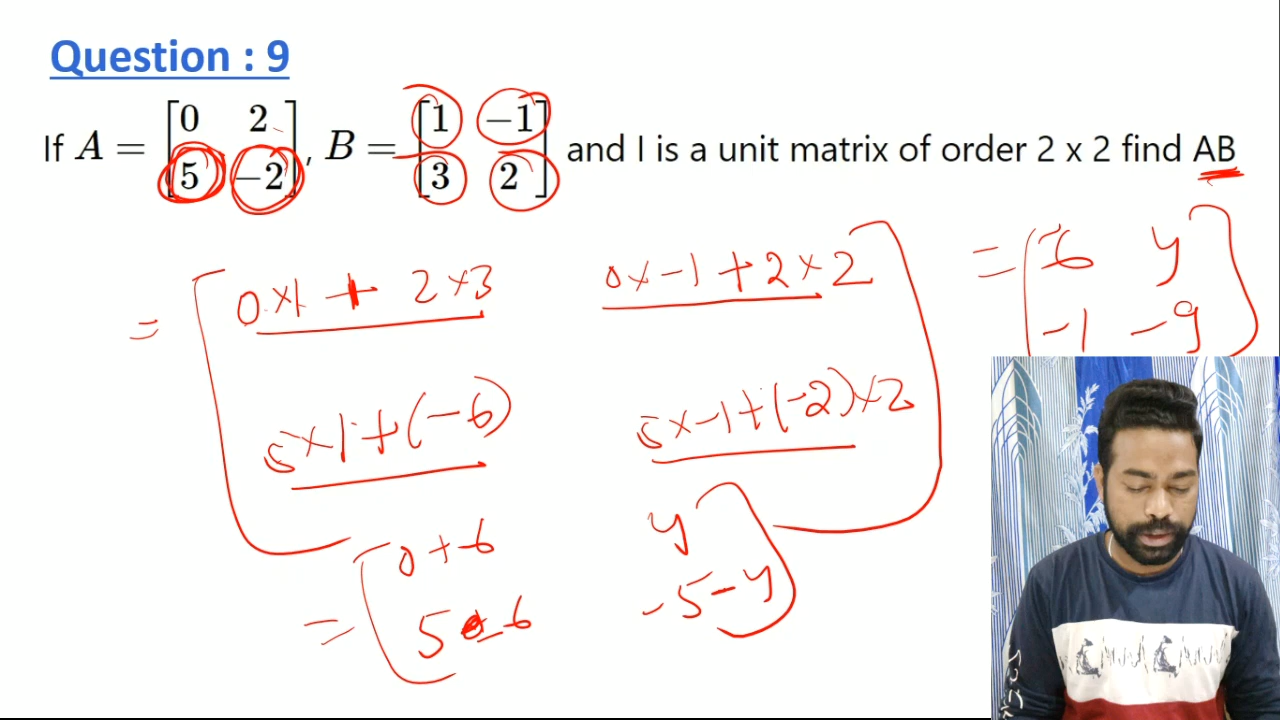 Question : 9
If A = [0 2
5 -2], B = [1 -1
3 2] and I is a unit matrix of order 2 x 2 find AB
= [0×1 + 2×3 0×-1+2×2
5×1+(-6) 5×-1+(-2)×2]
= [0+6 4
5-6 -5-4]
= [6 4
-1 -9]